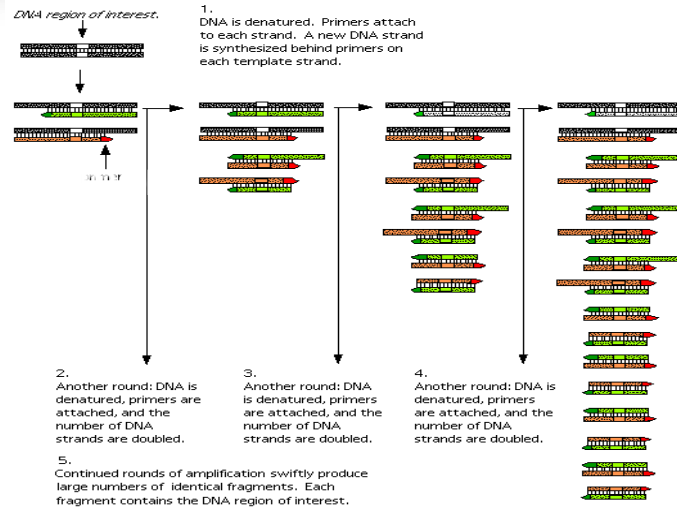 DNA region of interest.
1.
DNA is denatured. Primers attach
to each strand. A new DNA strand
is synthesized behind primers on
each template strand.
2.
Another round: DNA is
denatured, primers are
attached, and the
number of DNA
strands are doubled.
3.
Another round: DNA
is denatured, primers
are attached, and the
number of DNA
strands are doubled.
4.
Another round: DNA is
denatured, primers
are attached, and the
number of DNA
strands are doubled.
5.
Continued rounds of amplification swiftly produce
large numbers of identical fragments. Each
fragment contains the DNA region of interest.